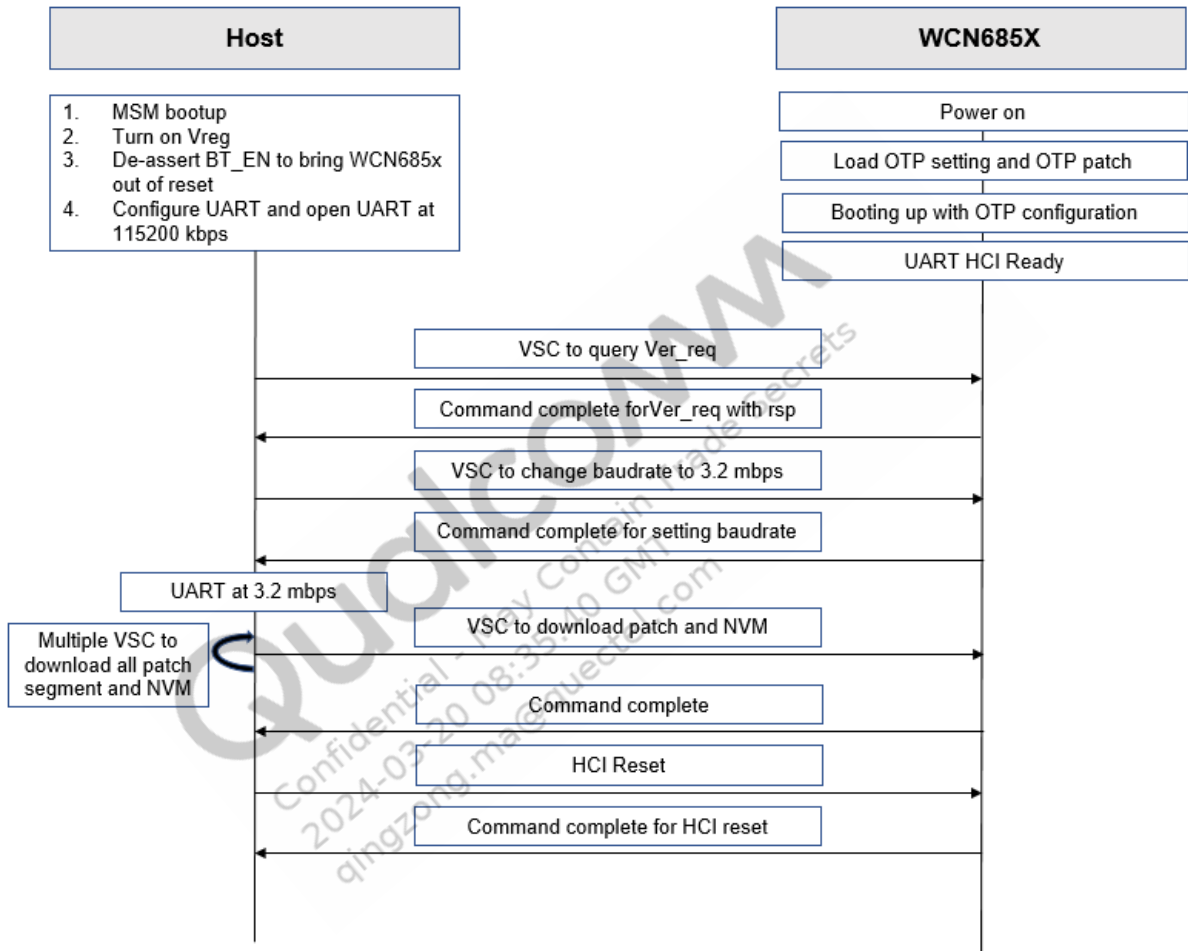 Host
WCN685X
1. MSM bootup
2. Turn on Vreg
3. De-assert BT_EN to bring WCN685x
out of reset
4. Configure UART and open UART at
115200 kbps
Power on
Load OTP setting and OTP patch
Booting up with OTP configuration
UART HCI Ready
VSC to query Ver_req
Command complete forVer_req with rsp
VSC to change baudrate to 3.2 mbps
Command complete for setting baudrate
UART at 3.2 mbps
Multiple VSC to
download all patch
segment and NVM
VSC to download patch and NVM
Command complete
HCI Reset
Command complete for HCI reset
Qualcomm
Confidential - May Contain Trade Secrets
2024-03-20 08:35:40 GMT
qingzong.ma@quectel.com